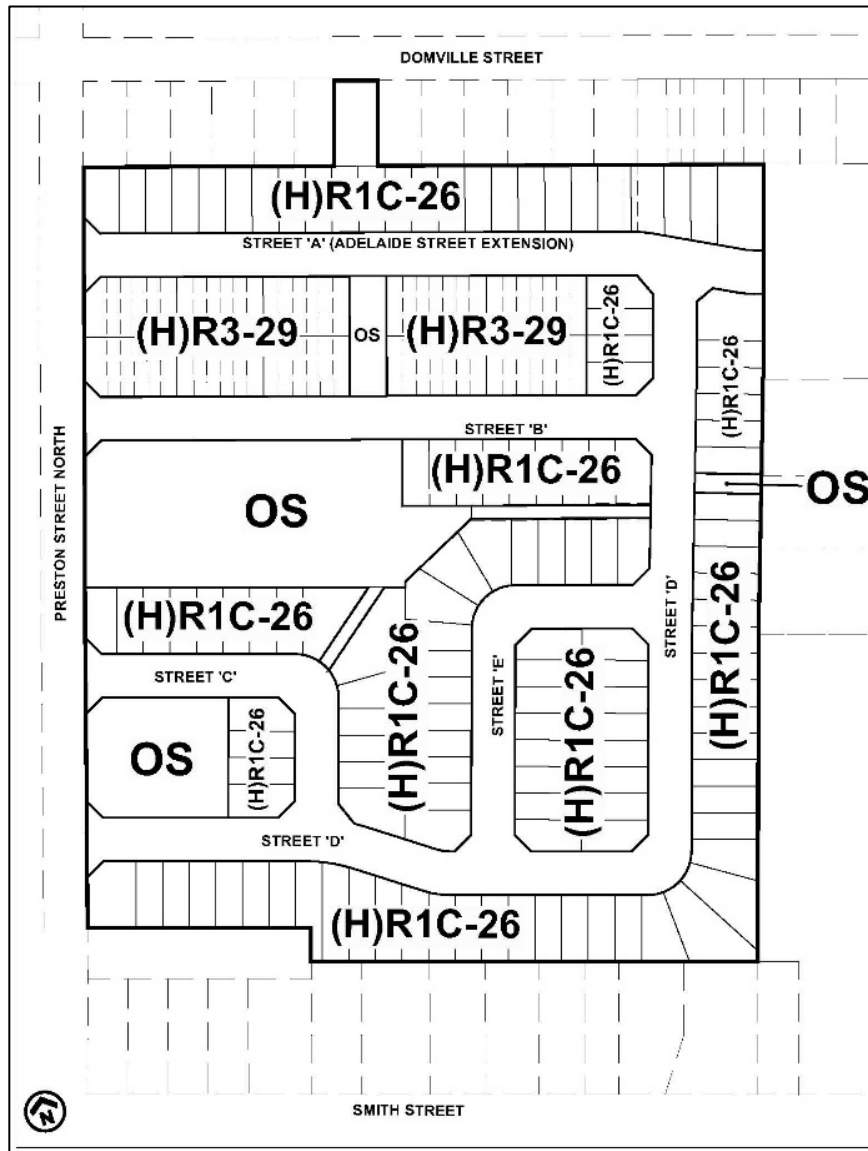 DOMVILLE STREET
(H)R1C-26
STREET 'A' (ADELAIDE STREET EXTENSION)
(H)R3-29
OS
(H)R3-29
(H)R1C-26
(H)R1C-26
PRESTON STREET NORTH
STREET 'B'
(H)R1C-26
OS
OS
(H)R1C-26
(H)R1C-26
STREET 'C'
STREET 'E'
(H)R1C-26
STREET 'D'
(H)R1C-26
OS
(H)R1C-26
STREET 'D'
(H)R1C-26
N
SMITH STREET